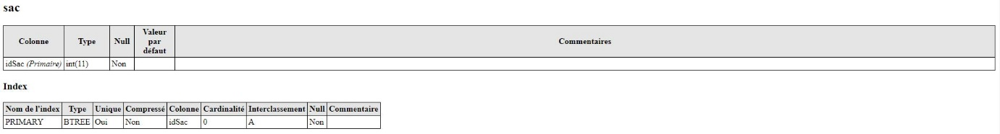 sac
Colonne Type Null Valeur par défaut Commentaires
idSac (Primaire) int(11) Non
Index
Nom de l'index Type Unique Compressé Colonne Cardinalité Interclassement Null Commentaire
PRIMARY BTREE Oui Non idSac 0 A Non